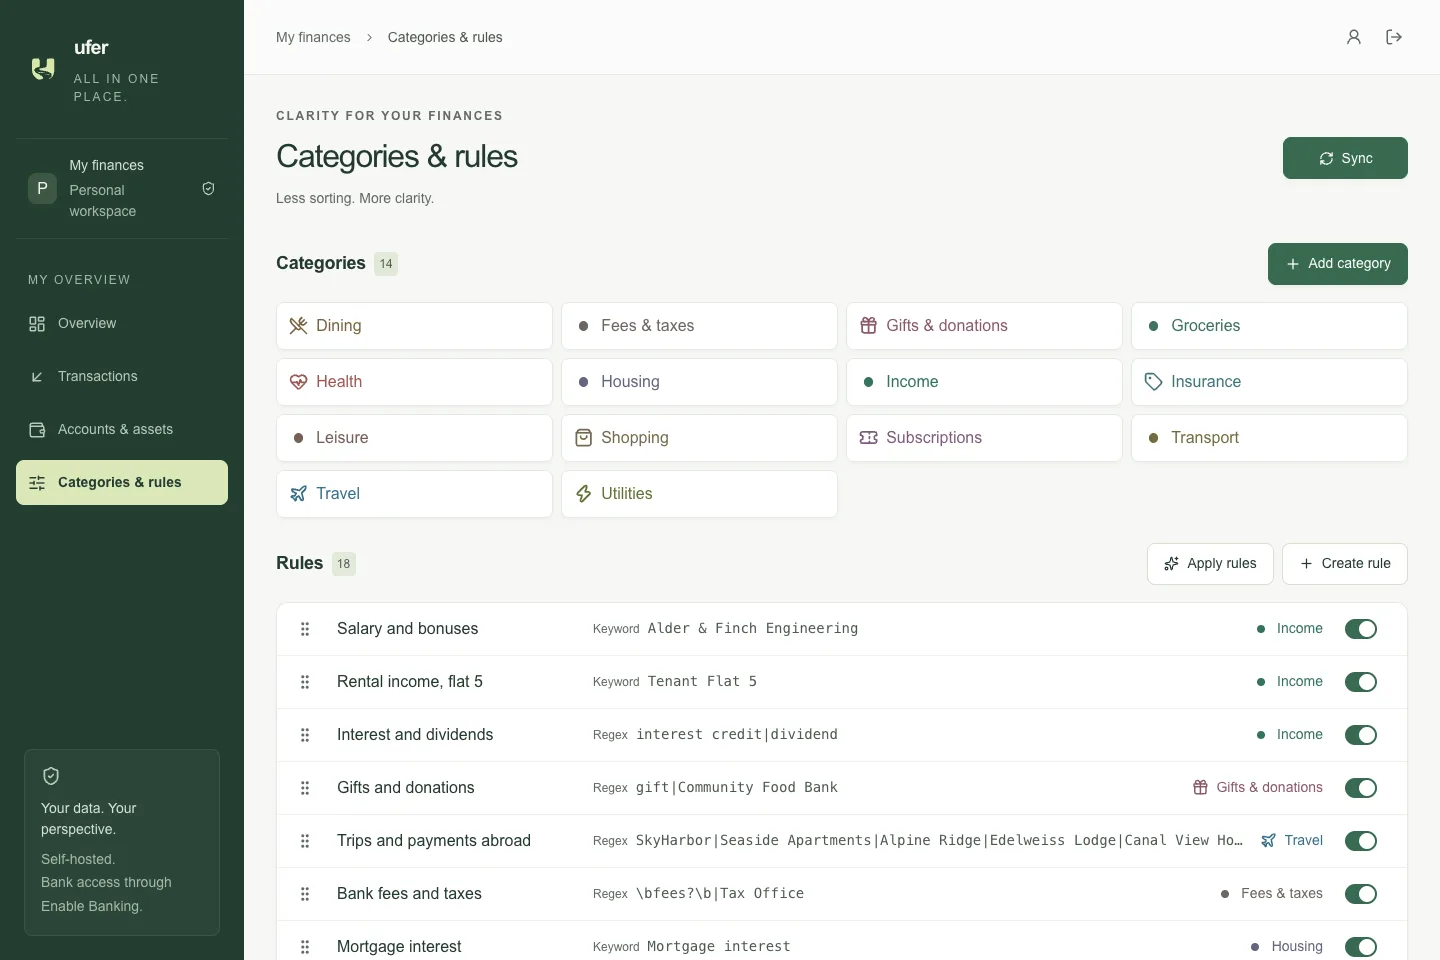 ufer
ALL IN ONE
PLACE.
P
My finances
Personal
workspace
MY OVERVIEW
Overview
Transactions
Accounts & assets
Categories & rules
Your data. Your
perspective.
Self-hosted.
Bank access through
Enable Banking.
My finances > Categories & rules
CLARITY FOR YOUR FINANCES
Categories & rules
Sync
Less sorting. More clarity.
Categories 14
Add category
Dining
Fees & taxes
Gifts & donations
Groceries
Health
Housing
Income
Insurance
Leisure
Shopping
Subscriptions
Transport
Travel
Utilities
Rules 18
Apply rules
Create rule
Salary and bonuses Keyword Alder & Finch Engineering Income
Rental income, flat 5 Keyword Tenant Flat 5 Income
Interest and dividends Regex interest credit|dividend Income
Gifts and donations Regex gift|Community Food Bank Gifts & donations
Trips and payments abroad Regex SkyHarbor|Seaside Apartments|Alpine Ridge|Edelweiss Lodge|Canal View Ho… Travel
Bank fees and taxes Regex \bfees?\b|Tax Office Fees & taxes
Mortgage interest Keyword Mortgage interest Housing